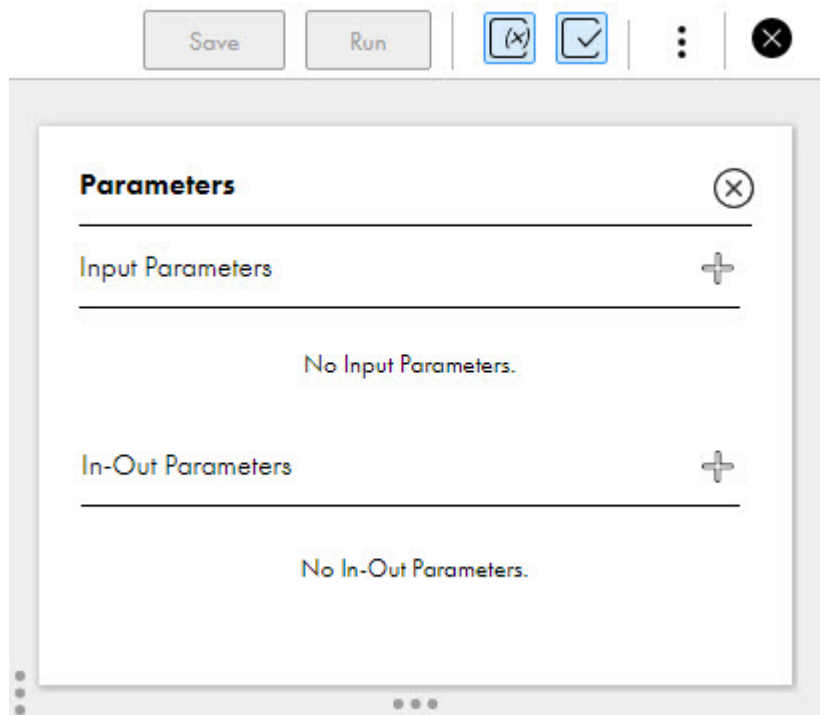 Save Run (x)
Parameters
Input Parameters
No Input Parameters.
In-Out Parameters
No In-Out Parameters.